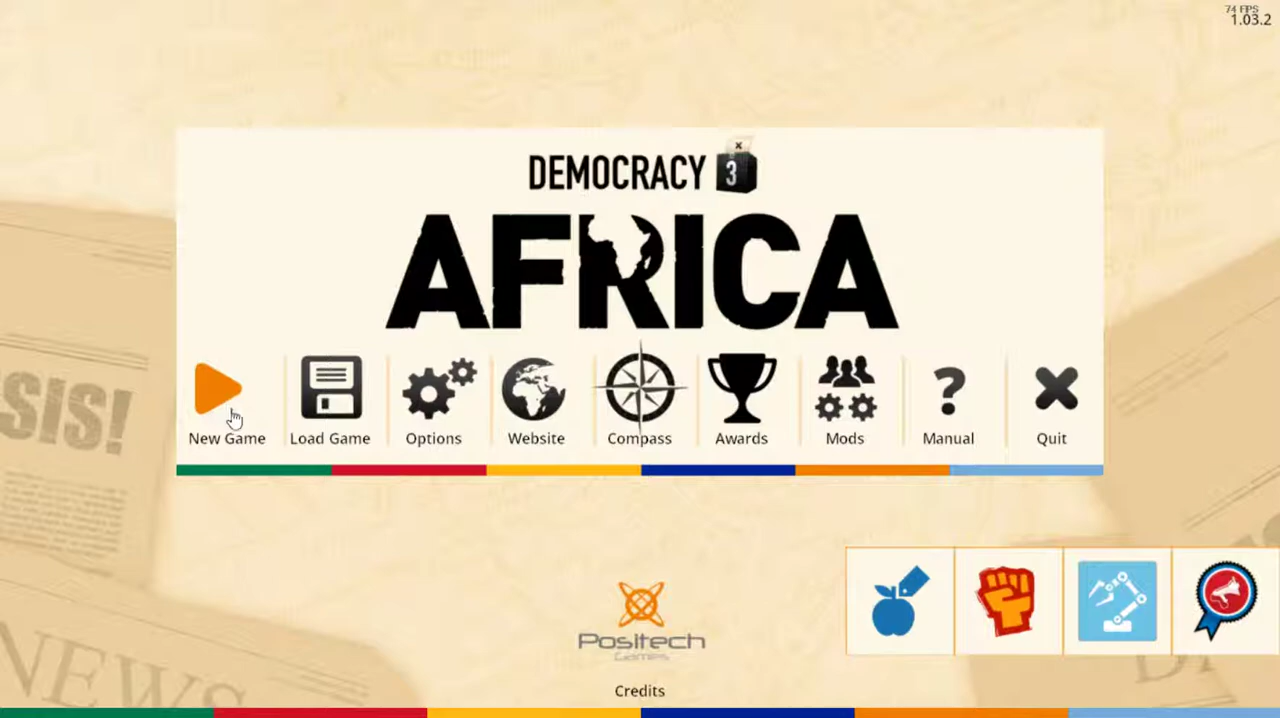 74 FPS
1.03.2
DEMOCRACY 3
AFRICA
New Game
Load Game
Options
Website
Compass
Awards
Mods
Manual
Quit
SIS!
Positech
Games
NEWS
Credits